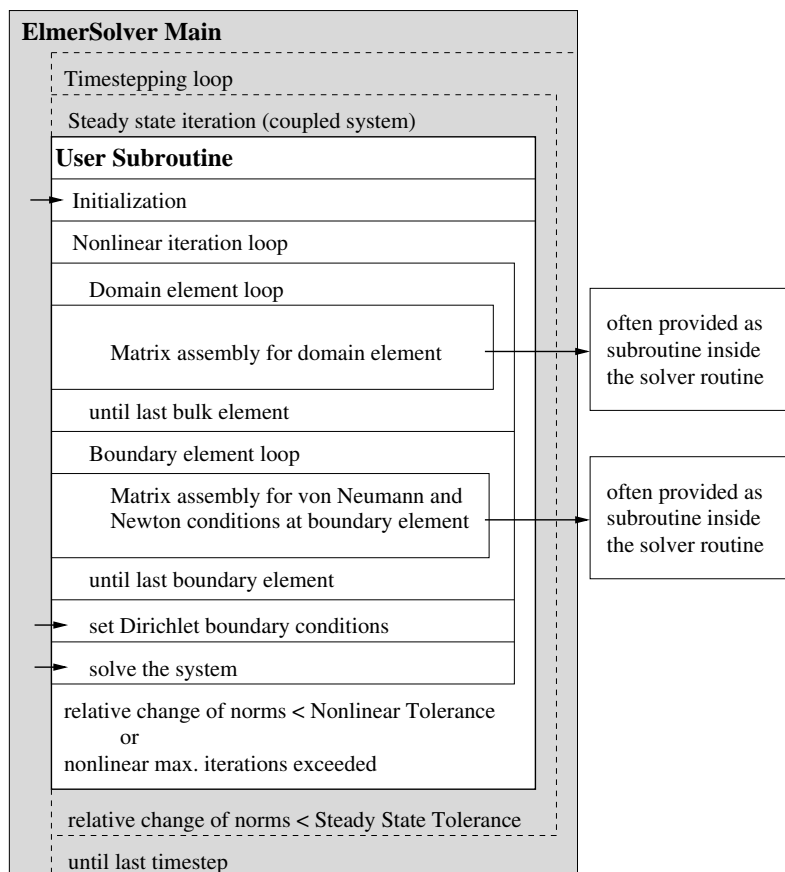 ElmerSolver Main
Timestepping loop
Steady state iteration (coupled system)
User Subroutine
Initialization
Nonlinear iteration loop
Domain element loop
Matrix assembly for domain element
often provided as
subroutine inside
the solver routine
until last bulk element
Boundary element loop
Matrix assembly for von Neumann and
Newton conditions at boundary element
often provided as
subroutine inside
the solver routine
until last boundary element
set Dirichlet boundary conditions
solve the system
relative change of norms < Nonlinear Tolerance
or
nonlinear max. iterations exceeded
relative change of norms < Steady State Tolerance
until last timestep